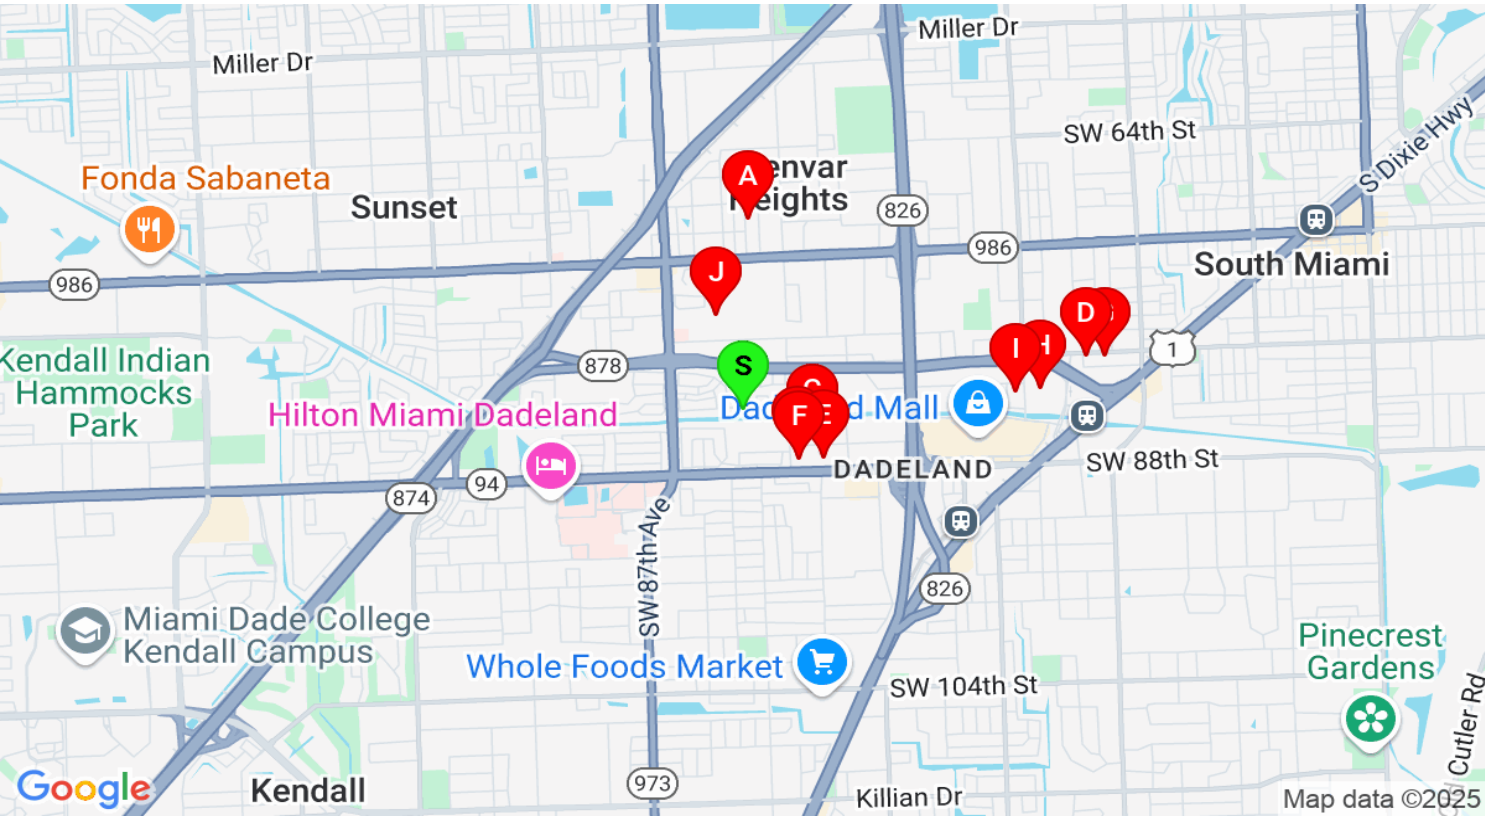 Miller Dr
Miller Dr
SW 64th St
S Dixie Hwy
Fonda Sabaneta
Sunset
A
Heights
826
986
986
South Miami
J
D
1
Kendall Indian
Hammocks
Park
878
S
I
H
C
Hilton Miami Dadeland
F
E
Mall
DADELAND
SW 88th St
94
874
SW 87th Ave
826
Miami Dade College
Kendall Campus
Whole Foods Market
SW 104th St
Pinecrest
Gardens
Cutler Rd
Google
Kendall
973
Killian Dr
Map data ©2025